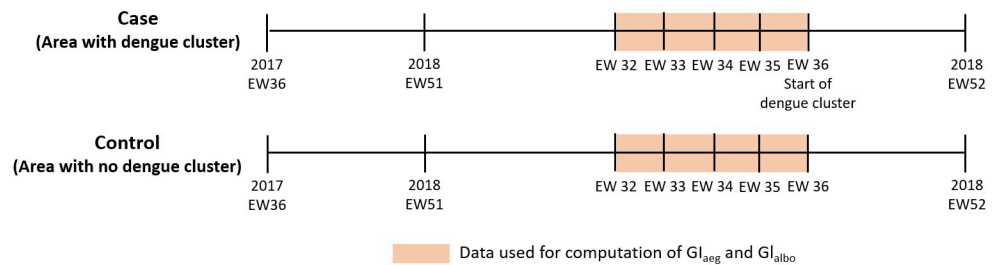 Case
(Area with dengue cluster)
2017
EW36
2018
EW51
EW 32 EW 33 EW 34 EW 35 EW 36
Start of
dengue cluster
2018
EW52
Control
(Area with no dengue cluster)
2017
EW36
2018
EW51
EW 32 EW 33 EW 34 EW 35 EW 36
2018
EW52
Data used for computation of GIaeg and GIalbo